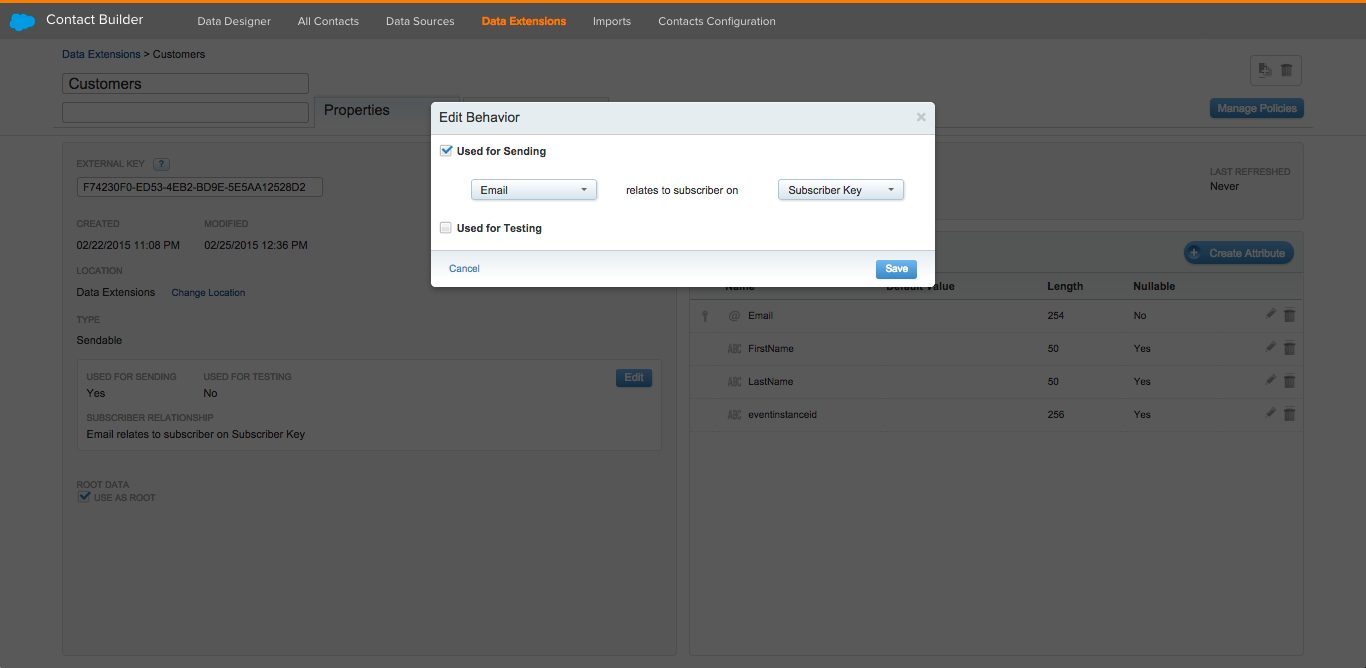 Contact Builder
Data Designer
All Contacts
Data Sources
Data Extensions
Imports
Contacts Configuration
Data Extensions > Customers
Customers
Properties
Manage Policies
Edit Behavior
Used for Sending
Email
relates to subscriber on
Subscriber Key
Used for Testing
Cancel
Save
EXTERNAL KEY ?
F74230F0-ED53-4EB2-BD9E-5E5AA12528D2
CREATED MODIFIED
02/22/2015 11:08 PM 02/25/2015 12:36 PM
LOCATION
Data Extensions Change Location
TYPE
Sendable
USED FOR SENDING USED FOR TESTING
Edit
Yes No
SUBSCRIBER RELATIONSHIP
Email relates to subscriber on Subscriber Key
ROOT DATA
USE AS ROOT
LAST REFRESHED
Never
Create Attribute
Name Default Value Length Nullable
@ Email 254 No
ABC FirstName 50 Yes
ABC LastName 50 Yes
ABC eventinstanceid 256 Yes